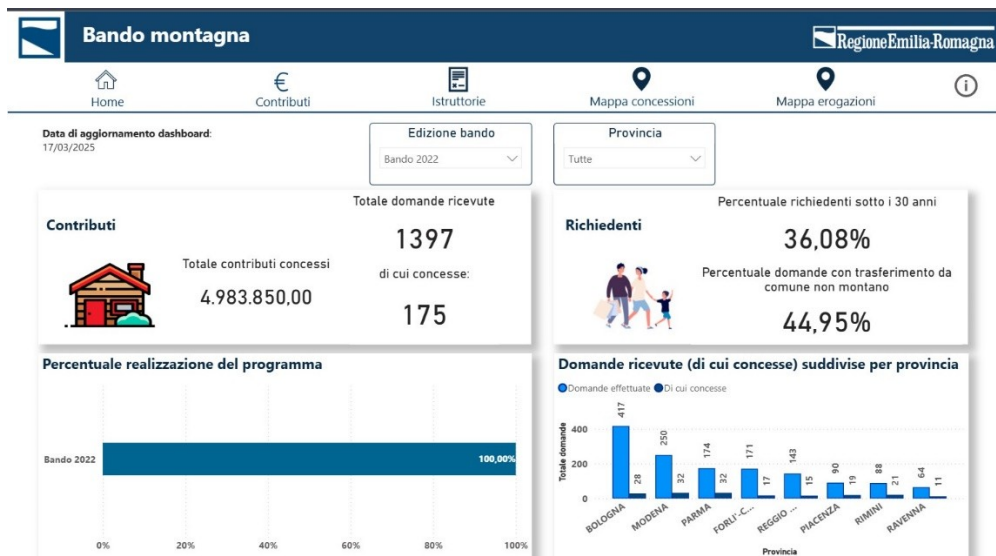 Bando montagna
RegioneEmilia-Romagna
Home
Contributi
Istruttorie
Mappa concessioni
Mappa erogazioni
Data di aggiornamento dashboard:
17/03/2025
Edizione bando
Bando 2022
Provincia
Tutte
Contributi
Totale contributi concessi
4.983.850,00
Totale domande ricevute
1397
di cui concesse:
175
Richiedenti
Percentuale richiedenti sotto i 30 anni
36,08%
Percentuale domande con trasferimento da
comune non montano
44,95%
Percentuale realizzazione del programma
Bando 2022
100,00%
0% 20% 40% 60% 80% 100%
Domande ricevute (di cui concesse) suddivise per provincia
Domande effettuate Di cui concesse
Totale domande
400
200
0
417 28 250 32 174 32 171 17 143 15 90 19 88 21 64 11
BOLOGNA MODENA PARMA FORLI'-C... REGGIO ... PIACENZA RIMINI RAVENNA
Provincia